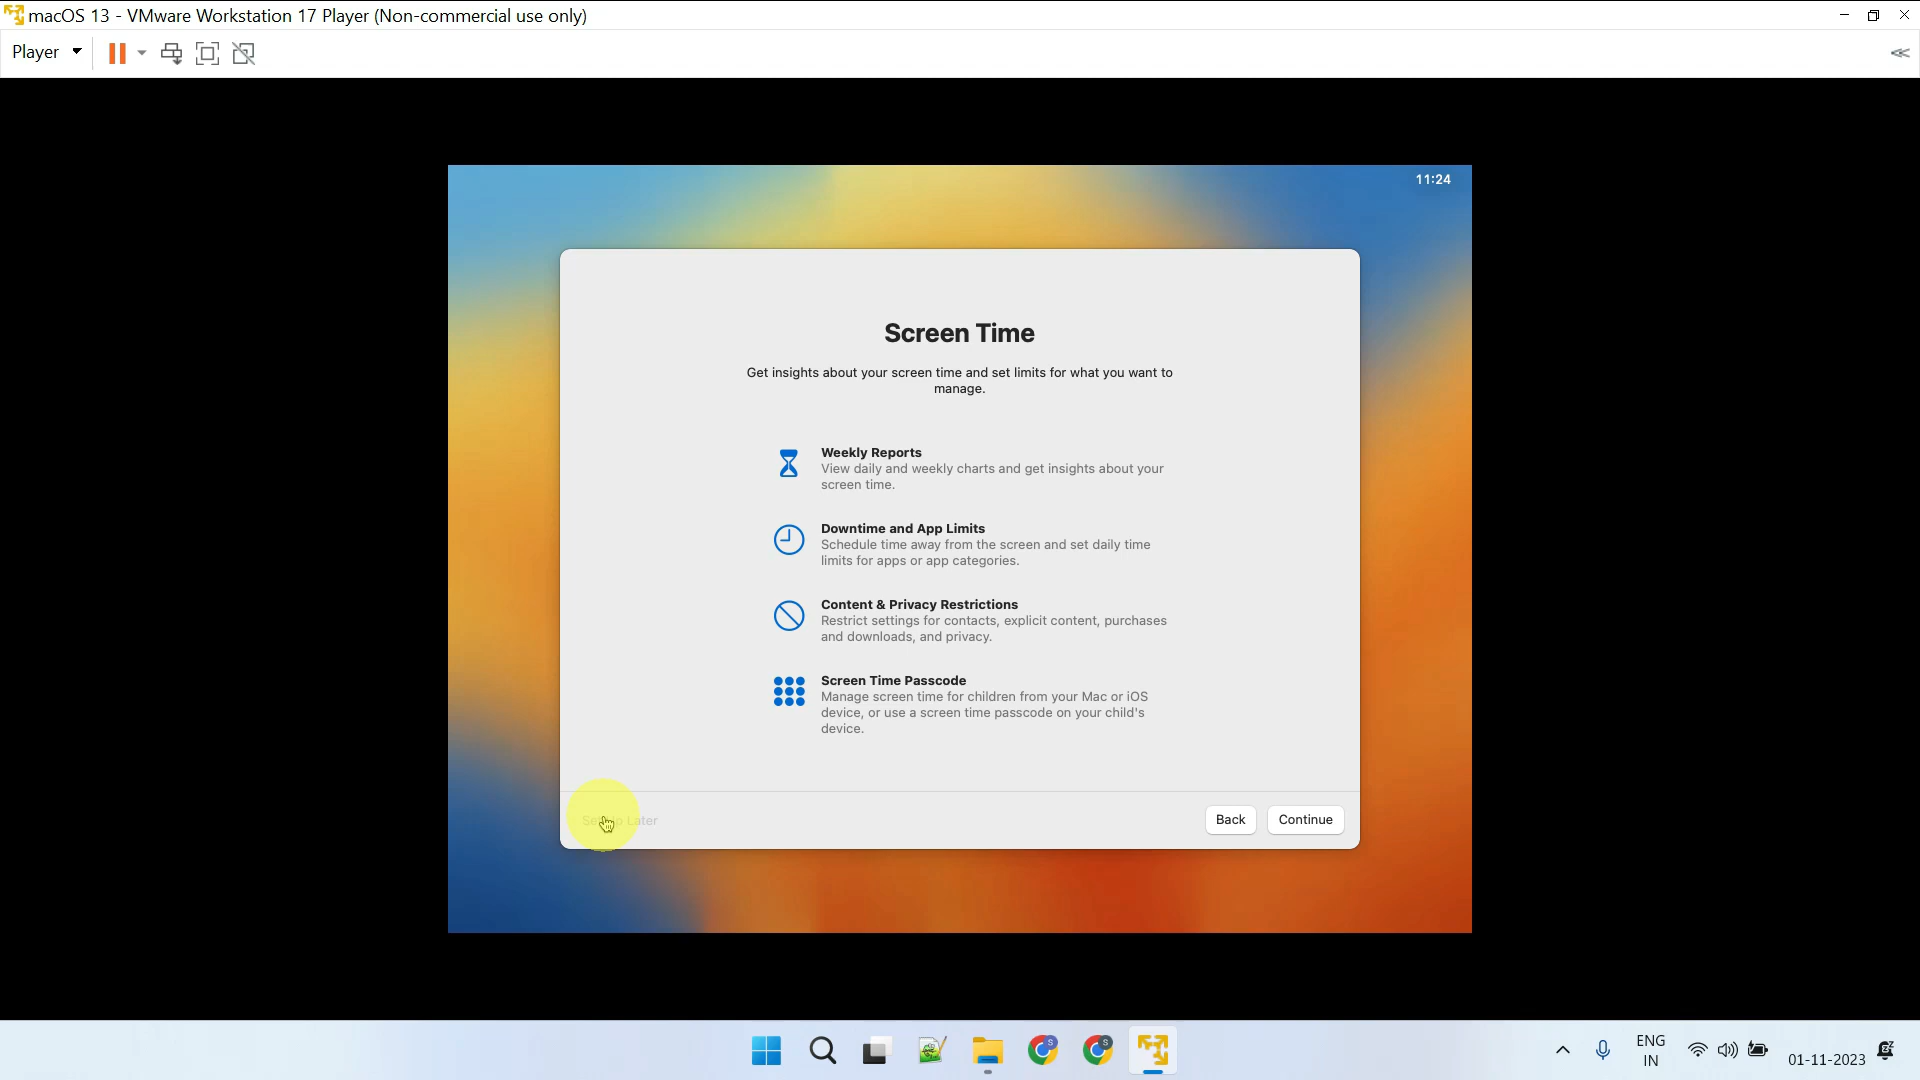 macOS 13 - VMware Workstation 17 Player (Non-commercial use only)
Player
11:24
Screen Time
Get insights about your screen time and set limits for what you want to
manage.
Weekly Reports
View daily and weekly charts and get insights about your
screen time.
Downtime and App Limits
Schedule time away from the screen and set daily time
limits for apps or app categories.
Content & Privacy Restrictions
Restrict settings for contacts, explicit content, purchases
and downloads, and privacy.
Screen Time Passcode
Manage screen time for children from your Mac or iOS
device, or use a screen time passcode on your child's
device.
Set Up Later
Back
Continue
ENG
IN
01-11-2023